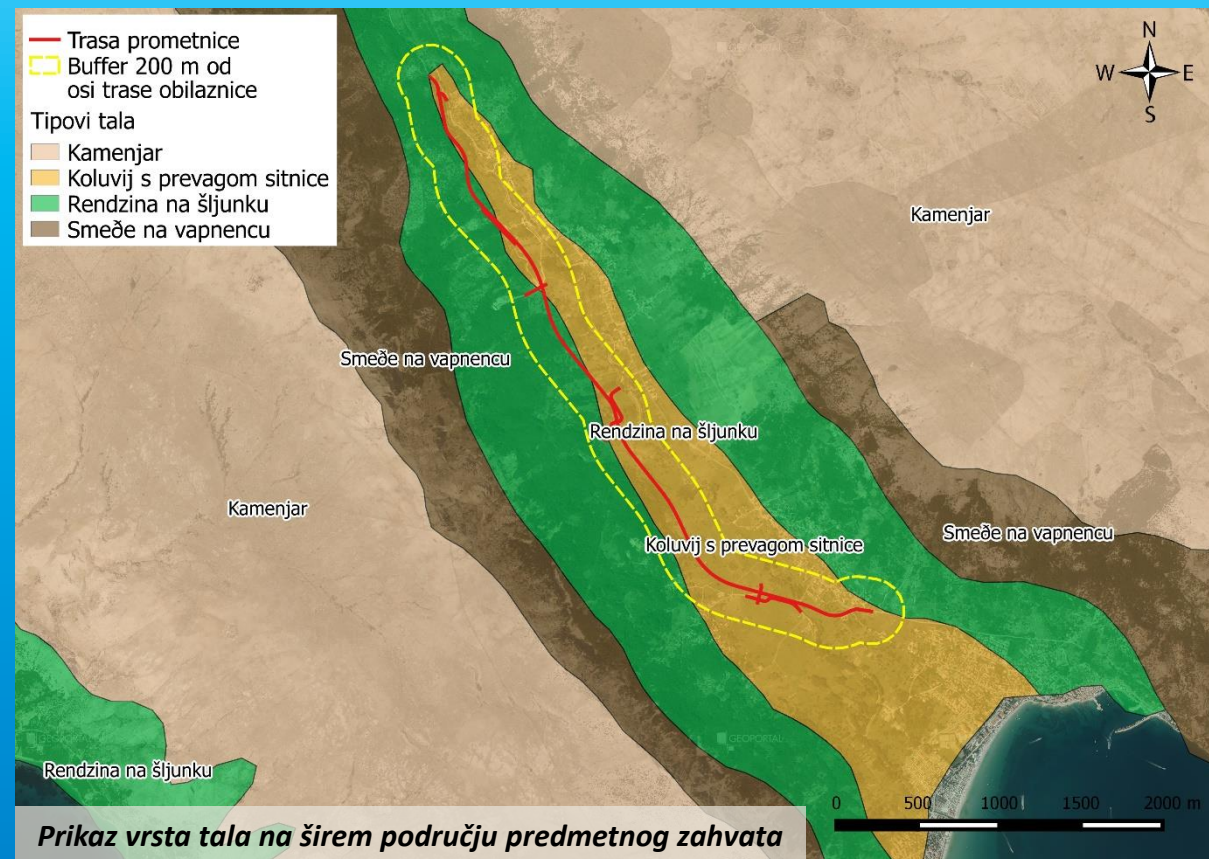 Trasa prometnice
Buffer 200 m od
osi trase obilaznice
Tipovi tala
Kamenjar
Koluvij s prevagom sitnice
Rendzina na šljunku
Smeđe na vapnencu
N
W E
S
Kamenjar
Smeđe na vapnencu
Rendzina na šljunku
Kamenjar
Koluvij s prevagom sitnice
Smeđe na vapnencu
GEOPORTAL
GEOPORTAL
Rendzina na šljunku
0 500 1000 1500 2000 m
Prikaz vrsta tala na širem području predmetnog zahvata